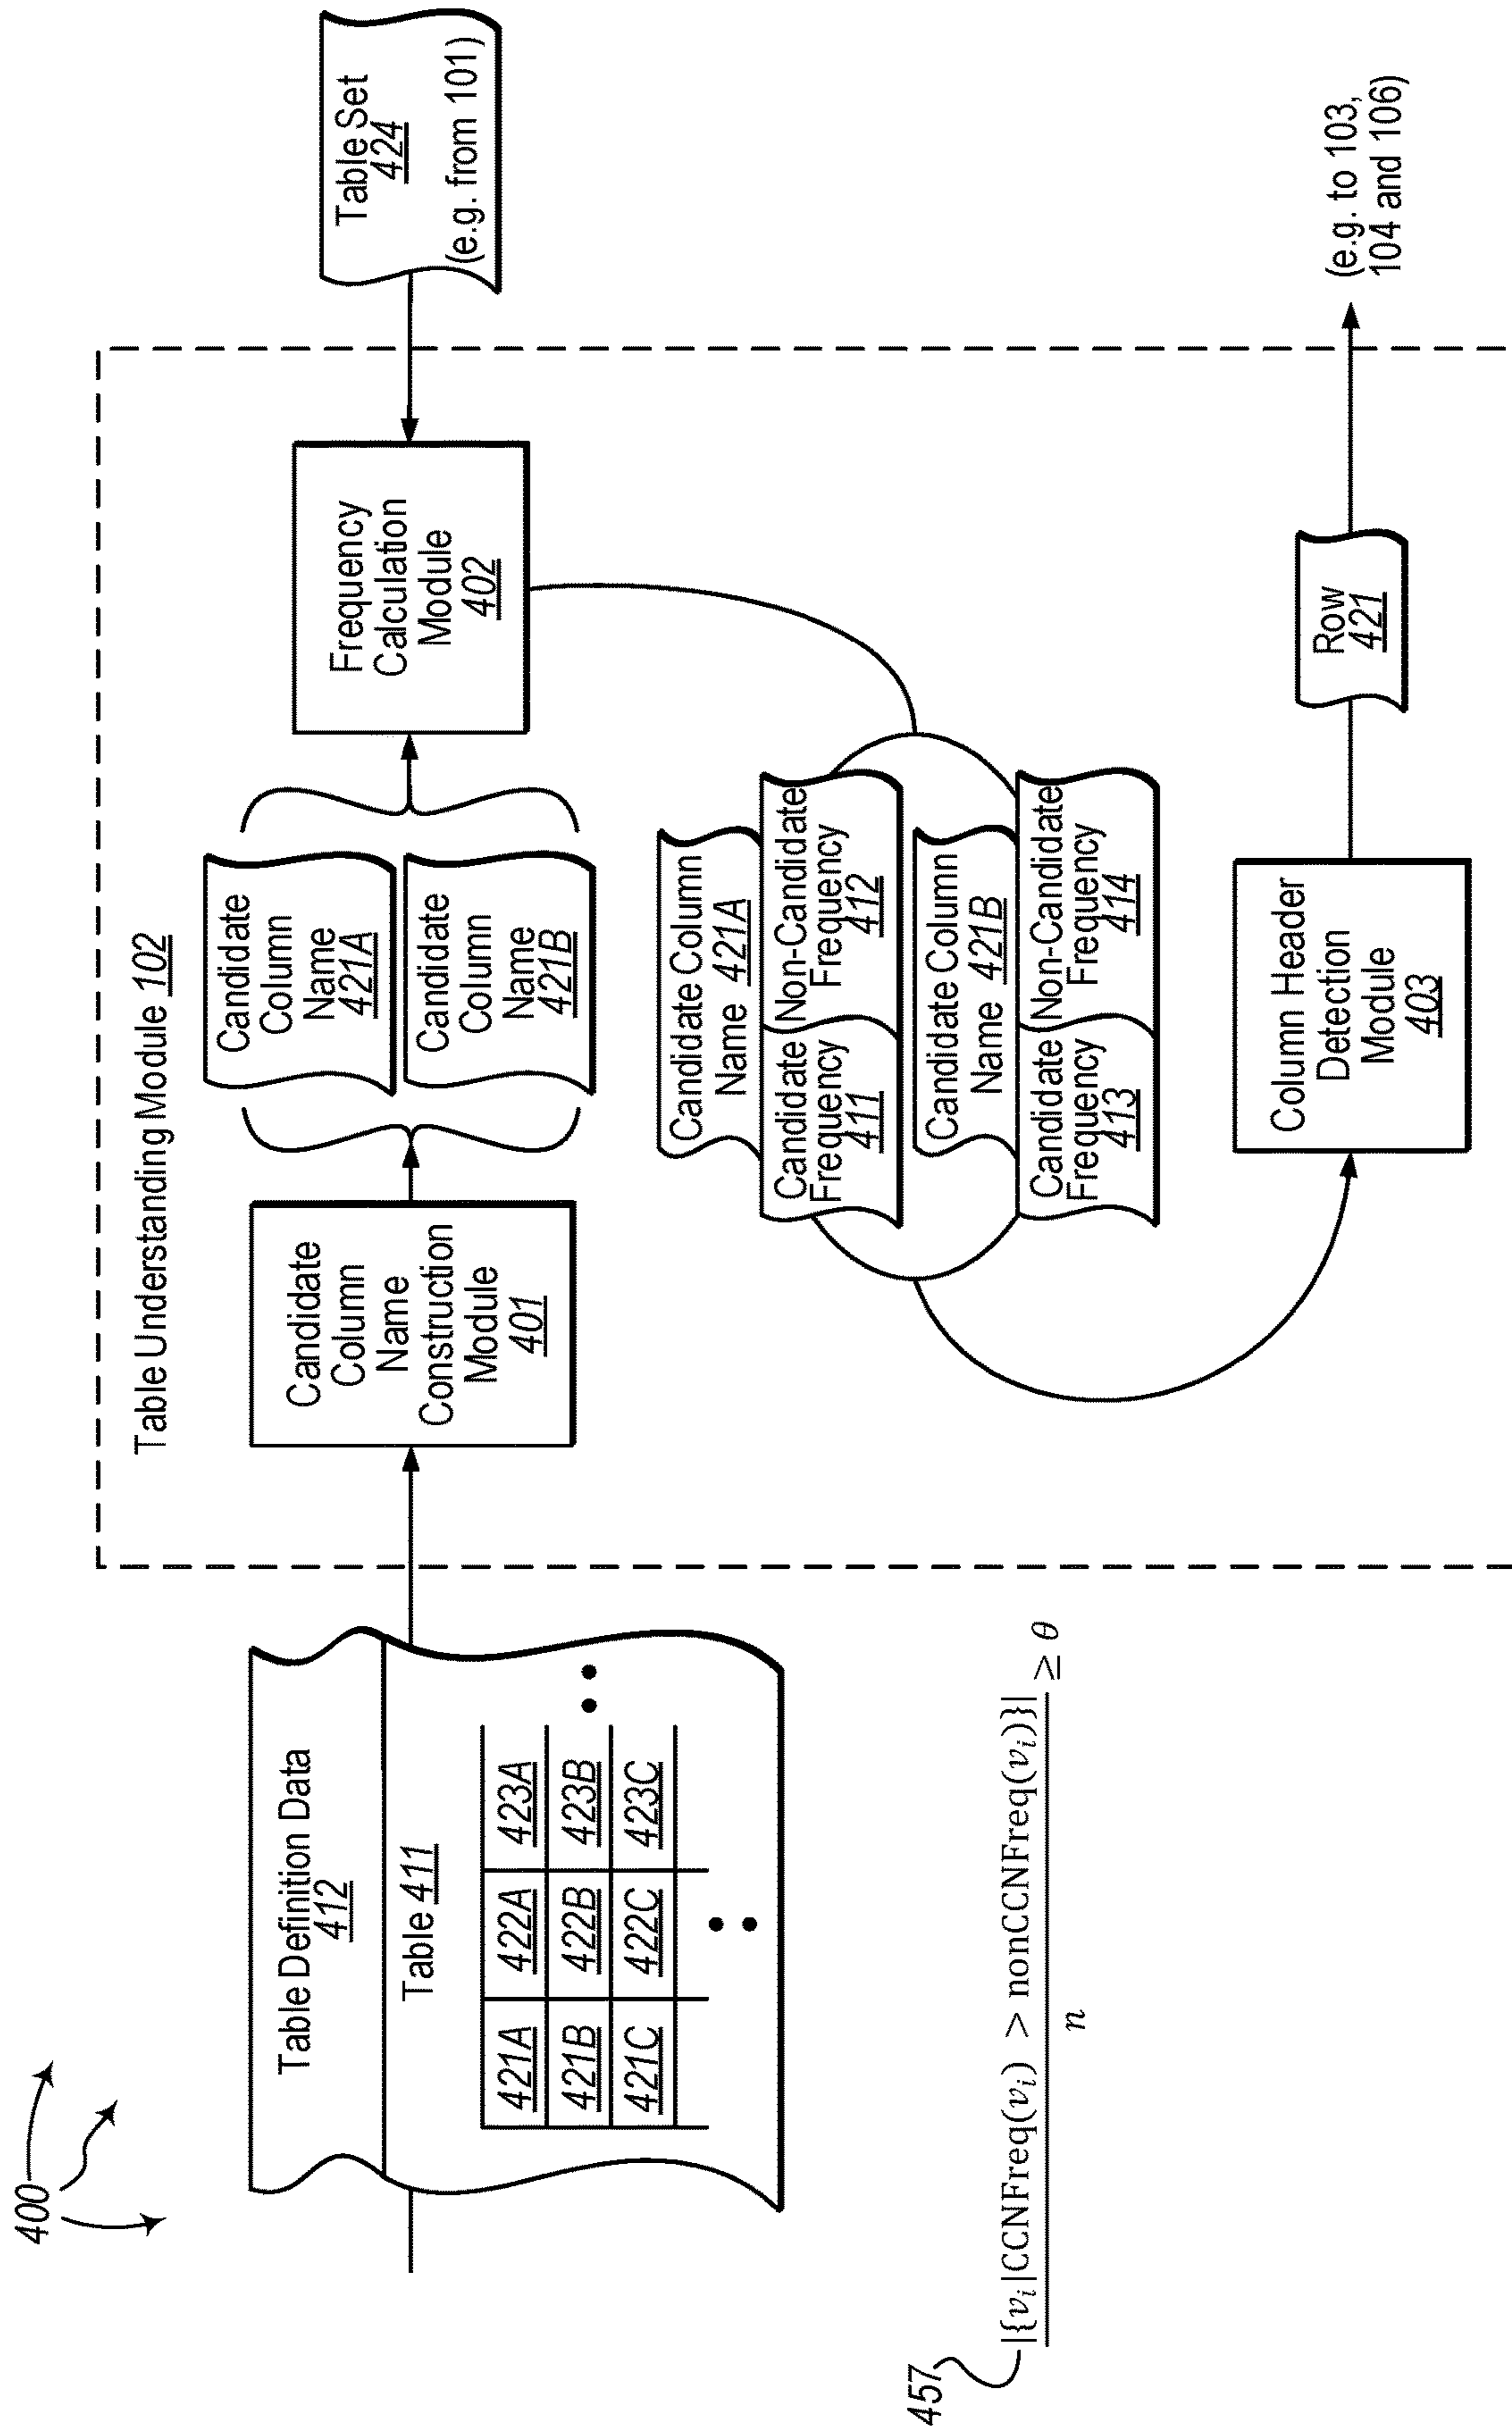 400
Table Definition Data
412
Table 411
421A 422A 423A
421B 422B 423B
421C 422C 423C
Table Understanding Module 102
Candidate
Column
Name
Construction
Module
401
Candidate
Column
Name
421A
Candidate
Column
Name
421B
Frequency
Calculation
Module
402
Table Set
424
(e.g. from 101)
Candidate Column
Name 421A
Candidate
Frequency
411
Non-Candidate
Frequency
412
Candidate Column
Name 421B
Candidate
Frequency
413
Non-Candidate
Frequency
414
Column Header
Detection
Module
403
Row
421
(e.g. to 103,
104 and 106)
457
|{v_i|CCNFreq(v_i) > nonCCNFreq(v_i)}|
n
≥ θ